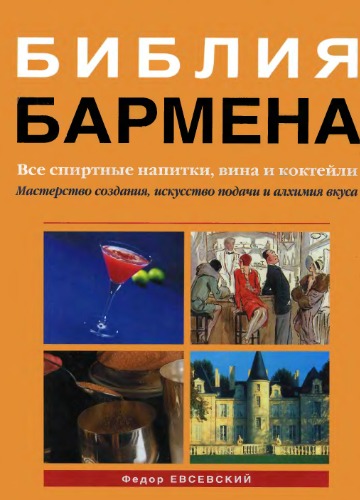 БИБЛИЯ
БАРМЕНА
Все спиртные напитки, вина и коктейли
Мастерство создания, искусство подачи и алхимия вкуса
Федор ЕВСЕВСКИЙ